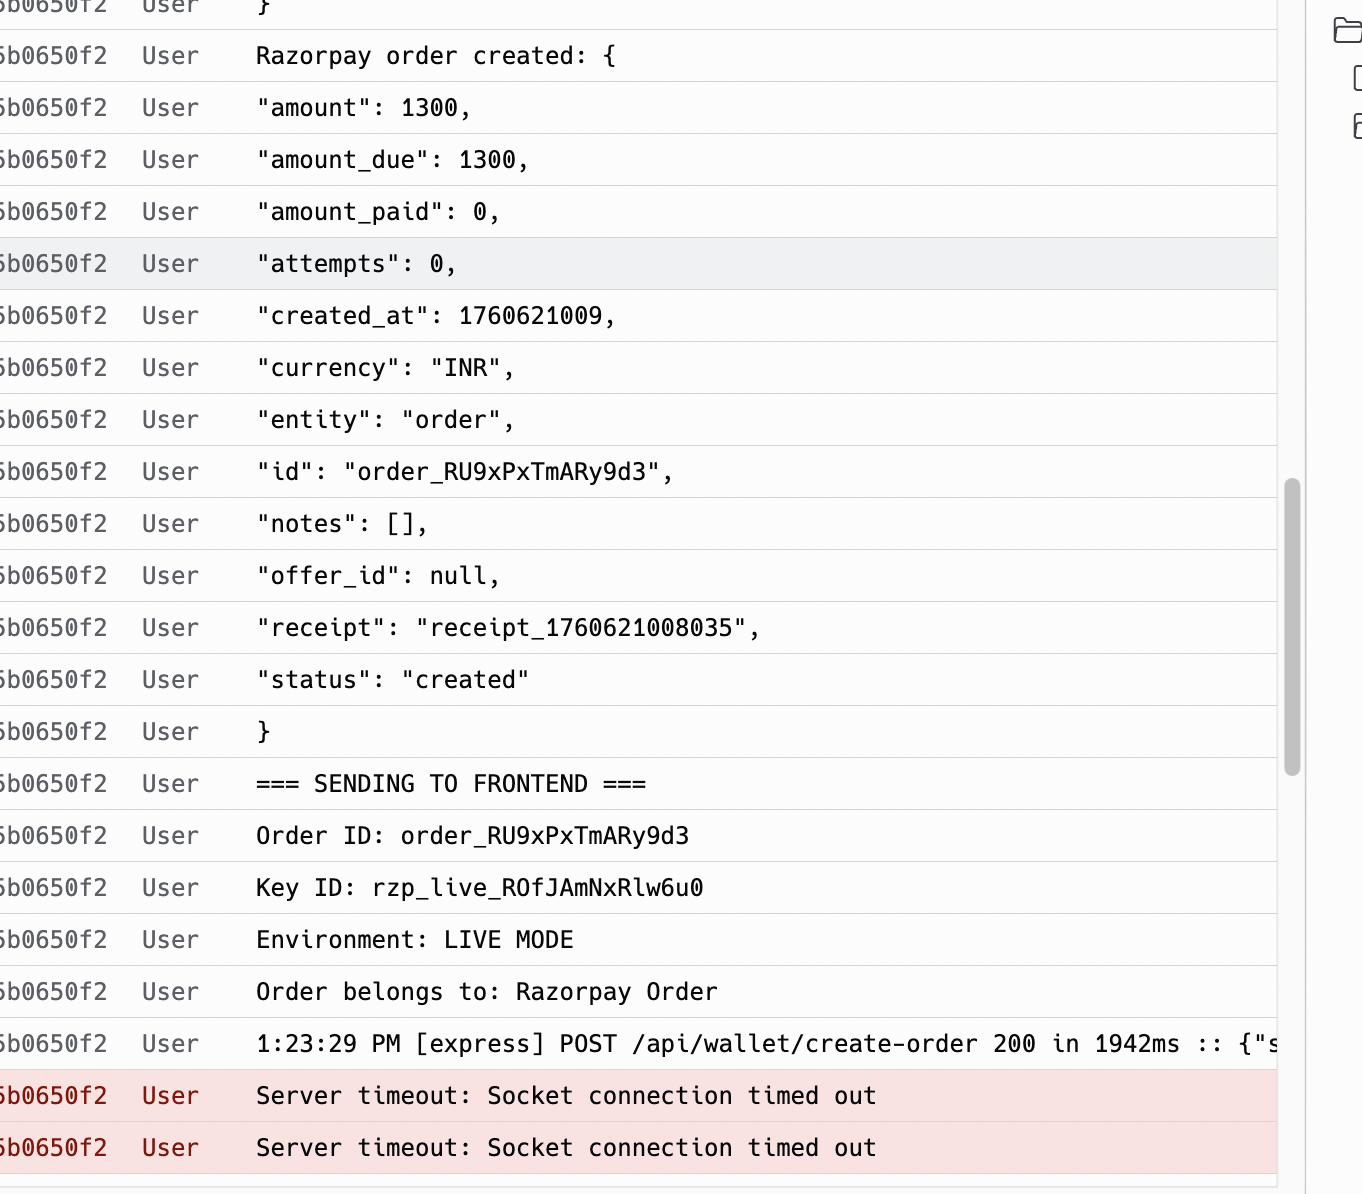 5b0650f2 User }
5b0650f2 User Razorpay order created: {
5b0650f2 User "amount": 1300,
5b0650f2 User "amount_due": 1300,
5b0650f2 User "amount_paid": 0,
5b0650f2 User "attempts": 0,
5b0650f2 User "created_at": 1760621009,
5b0650f2 User "currency": "INR",
5b0650f2 User "entity": "order",
5b0650f2 User "id": "order_RU9xPxTmARy9d3",
5b0650f2 User "notes": [],
5b0650f2 User "offer_id": null,
5b0650f2 User "receipt": "receipt_1760621008035",
5b0650f2 User "status": "created"
5b0650f2 User }
5b0650f2 User === SENDING TO FRONTEND ===
5b0650f2 User Order ID: order_RU9xPxTmARy9d3
5b0650f2 User Key ID: rzp_live_ROfJAmNxRlw6u0
5b0650f2 User Environment: LIVE MODE
5b0650f2 User Order belongs to: Razorpay Order
5b0650f2 User 1:23:29 PM [express] POST /api/wallet/create-order 200 in 1942ms :: {"s
5b0650f2 User Server timeout: Socket connection timed out
5b0650f2 User Server timeout: Socket connection timed out